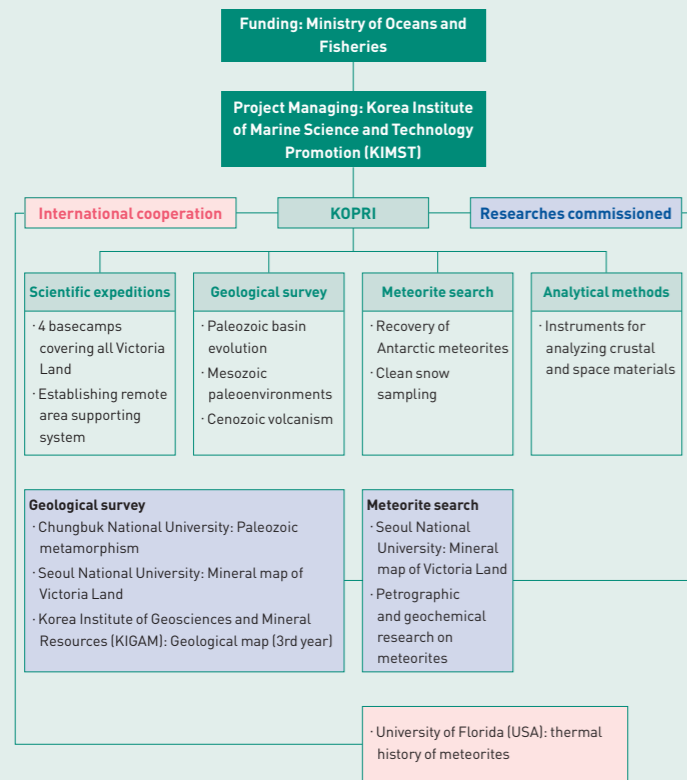 Funding: Ministry of Oceans and
Fisheries
Project Managing: Korea Institute
of Marine Science and Technology
Promotion (KIMST)
International cooperation
KOPRI
Researches commissioned
Scientific expeditions
· 4 basecamps
covering all Victoria
Land
· Establishing remote
area supporting
system
Geological survey
· Paleozoic basin
evolution
· Mesozoic
paleoenvironments
· Cenozoic volcanism
Meteorite search
· Recovery of
Antarctic meteorites
· Clean snow
sampling
Analytical methods
· Instruments for
analyzing crustal
and space materials
Geological survey
· Chungbuk National University: Paleozoic
metamorphism
· Seoul National University: Mineral map of
Victoria Land
· Korea Institute of Geosciences and Mineral
Resources (KIGAM): Geological map (3rd year)
Meteorite search
· Seoul National
University: Mineral
map of Victoria Land
· Petrographic
and geochemical
research on
meteorites
· University of Florida (USA): thermal
history of meteorites